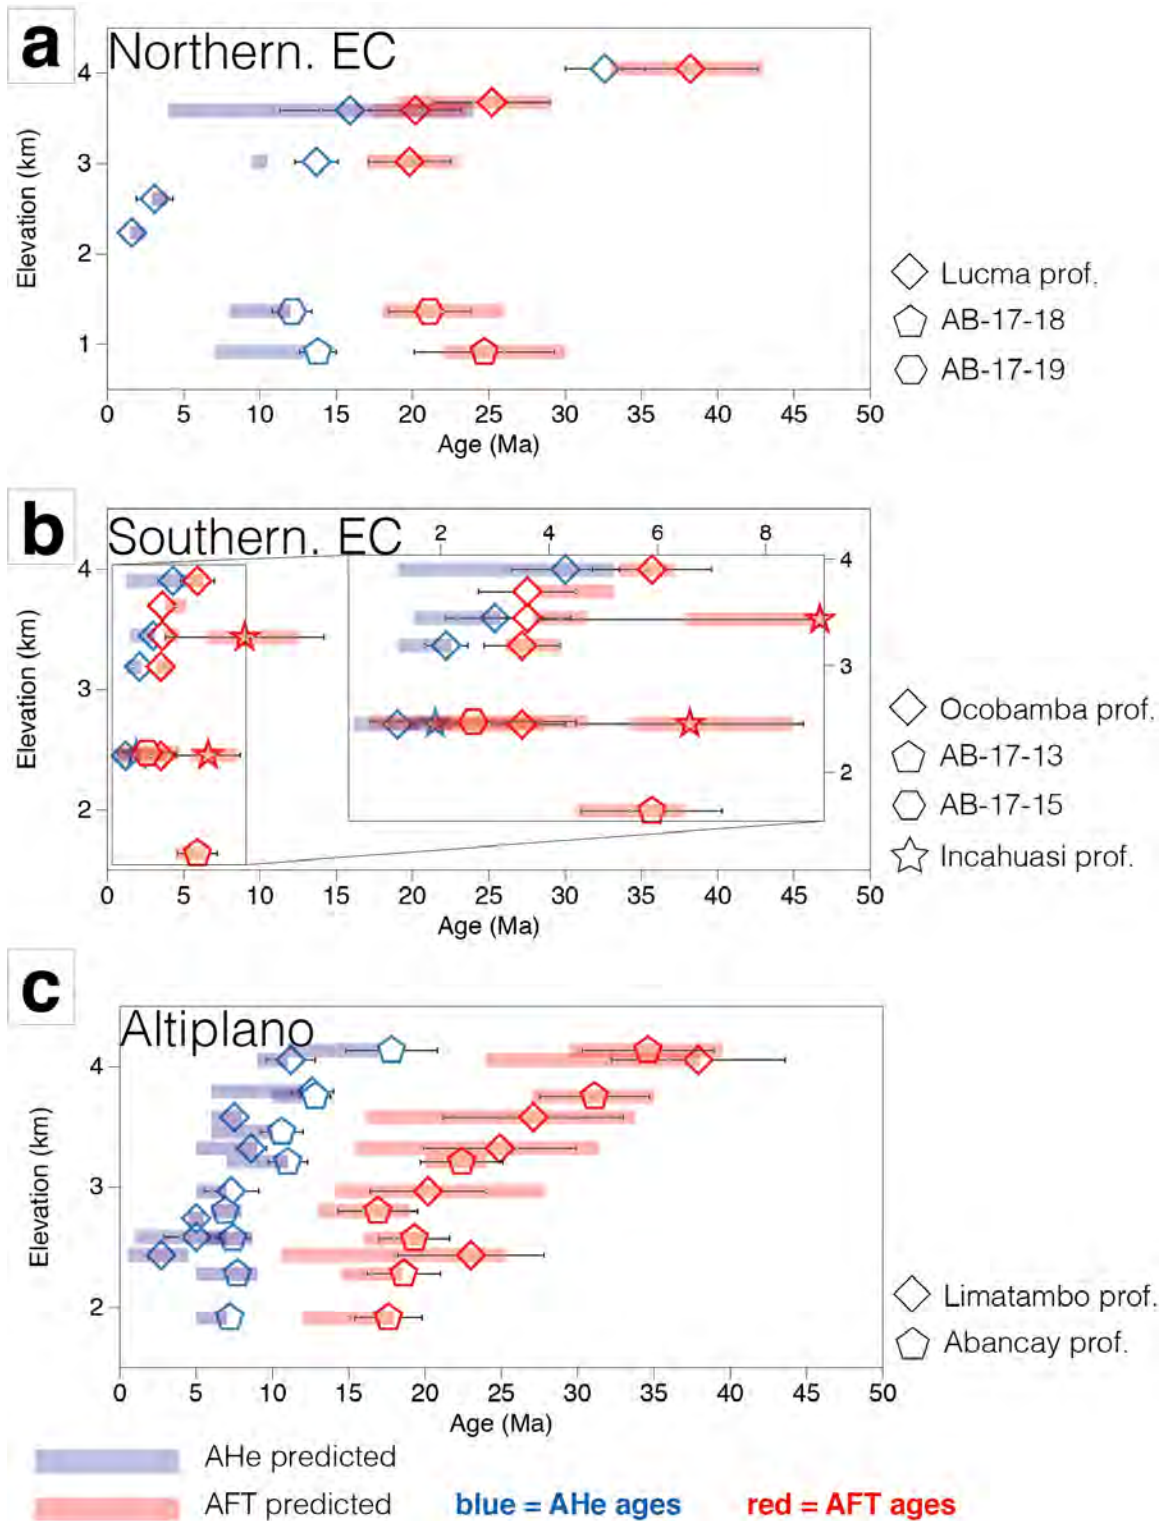 a
Northern. EC
4
3
2
1
Elevation (km)
0 5 10 15 20 25 30 35 40 45 50
Age (Ma)
Lucma prof.
AB-17-18
AB-17-19
b
Southern. EC
2 4 6 8
4
3
2
4
3
2
Elevation (km)
0 5 10 15 20 25 30 35 40 45 50
Age (Ma)
Ocobamba prof.
AB-17-13
AB-17-15
Incahuasi prof.
c
Altiplano
4
3
2
Elevation (km)
0 5 10 15 20 25 30 35 40 45 50
Age (Ma)
Limatambo prof.
Abancay prof.
AHe predicted
AFT predicted blue = AHe ages red = AFT ages